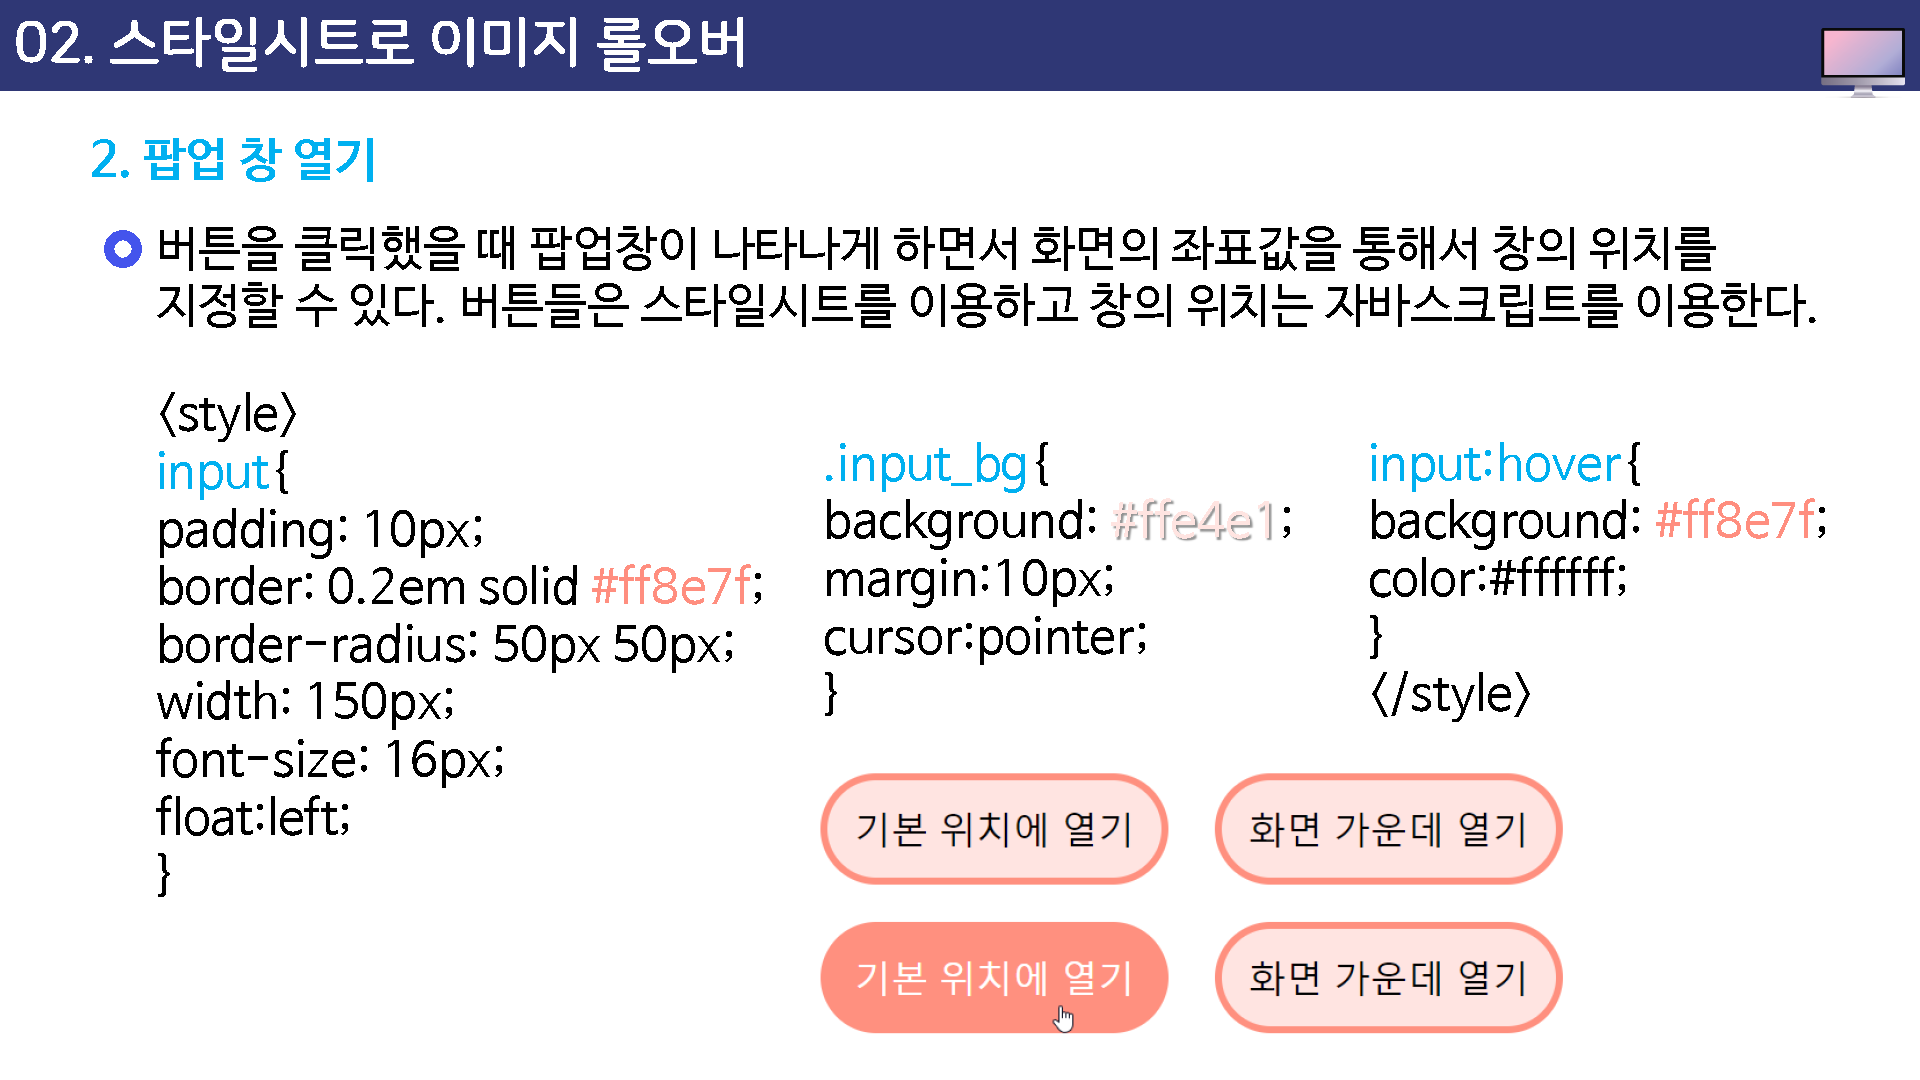 02. 스타일시트로 이미지 롤오버
2. 팝업 창 열기
버튼을 클릭했을 때 팝업창이 나타나게 하면서 화면의 좌표값을 통해서 창의 위치를
지정할 수 있다. 버튼들은 스타일시트를 이용하고 창의 위치는 자바스크립트를 이용한다.
<style>
input{
padding: 10px;
border: 0.2em solid #ff8e7f;
border-radius: 50px 50px;
width: 150px;
font-size: 16px;
float:left;
}
.input_bg{
background: #ffe4e1;
margin:10px;
cursor:pointer;
}
input:hover{
background: #ff8e7f;
color:#ffffff;
}
</style>
기본 위치에 열기
화면 가운데 열기
기본 위치에 열기
화면 가운데 열기